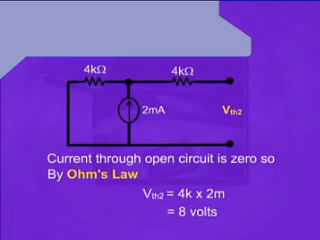 4kΩ 4kΩ
2mA Vth2
Current through open circuit is zero so
By Ohm's Law
Vth2 = 4k x 2m
= 8 volts